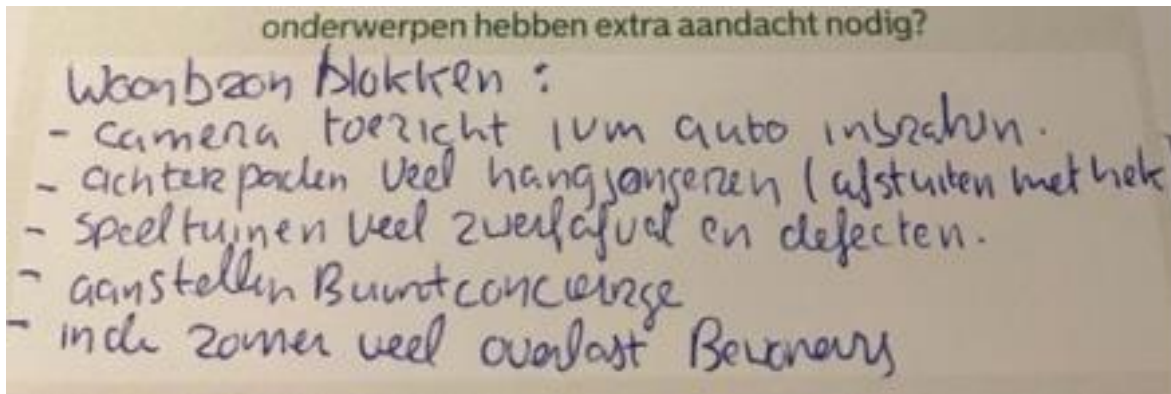 onderwerpen hebben extra aandacht nodig?
Woonbron blokken :
- camera toezicht ivm auto inbraken.
- achterpaden veel hangjongeren (afsluiten met hek
- speeltuinen veel zwerfafval en defecten.
- aanstellen Buurtconcierge
- in de zomer veel overlast Bewoners